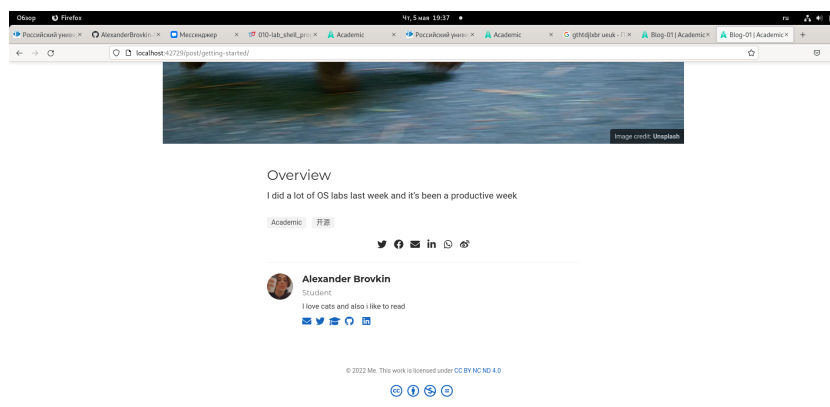 Обзор
Firefox
Чт, 5 мая 19:37
ru
Российский униве
AlexanderBrovkin
Мессенджер
010-lab_shell_prog
Academic
Российский униве
Academic
gthtdjlxbr ueuk - П
Blog-01 | Academic
Blog-01 | Academic
localhost:42729/post/getting-started/
Image credit: Unsplash
Overview
I did a lot of OS labs last week and it's been a productive week
Academic 开源
Alexander Brovkin
Student
I love cats and also i like to read
© 2022 Me. This work is licensed under CC BY NC ND 4.0